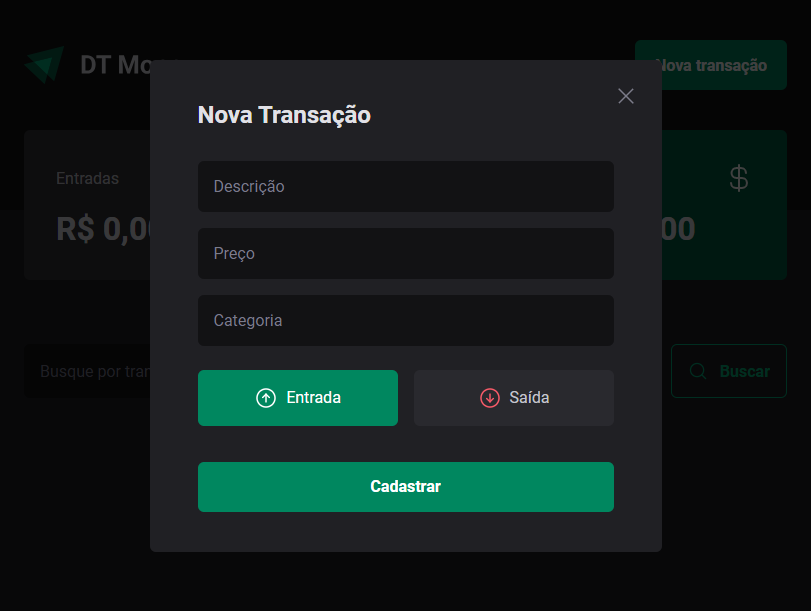 DT Mo
Nova transação
Nova Transação
Entradas
R$ 0,0
00
Descrição
Preço
Categoria
Busque por tran
Buscar
Entrada
Saída
Cadastrar